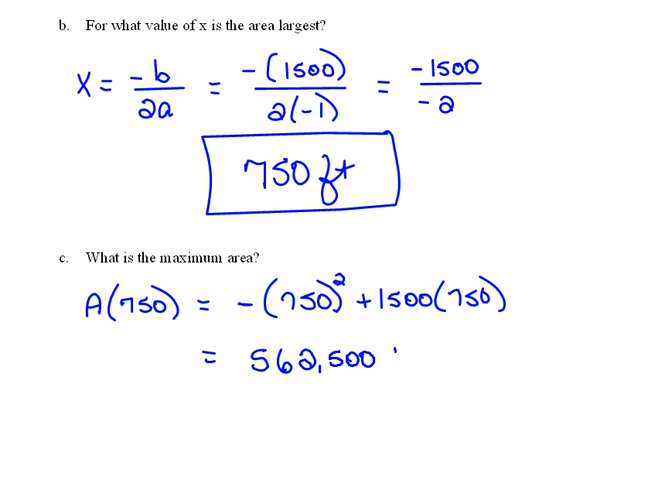 b. For what value of x is the area largest?
x = -b/2a = -(1500)/2(-1) = -1500/-2
750 ft
c. What is the maximum area?
A(750) = -(750)² + 1500(750)
= 562,500